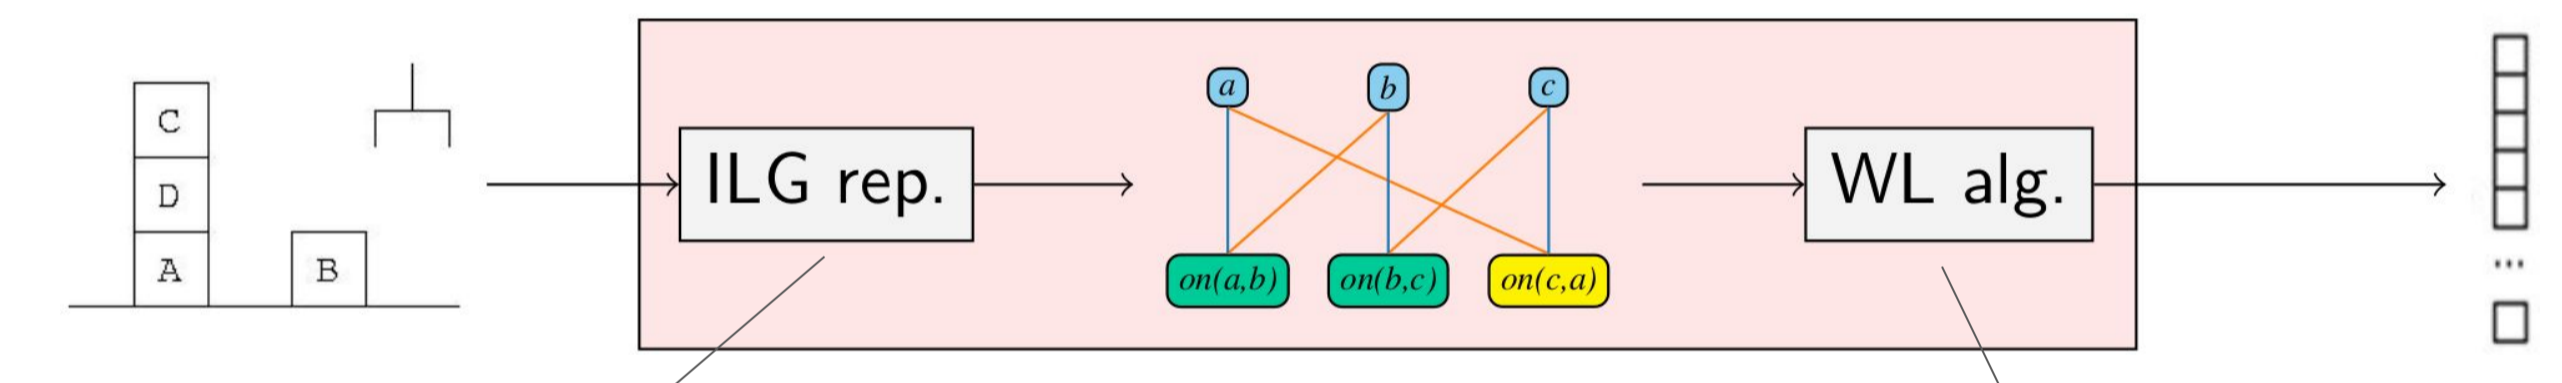 C
D
A
B
ILG rep.
a
b
c
on(a,b)
on(b,c)
on(c,a)
WL alg.
...